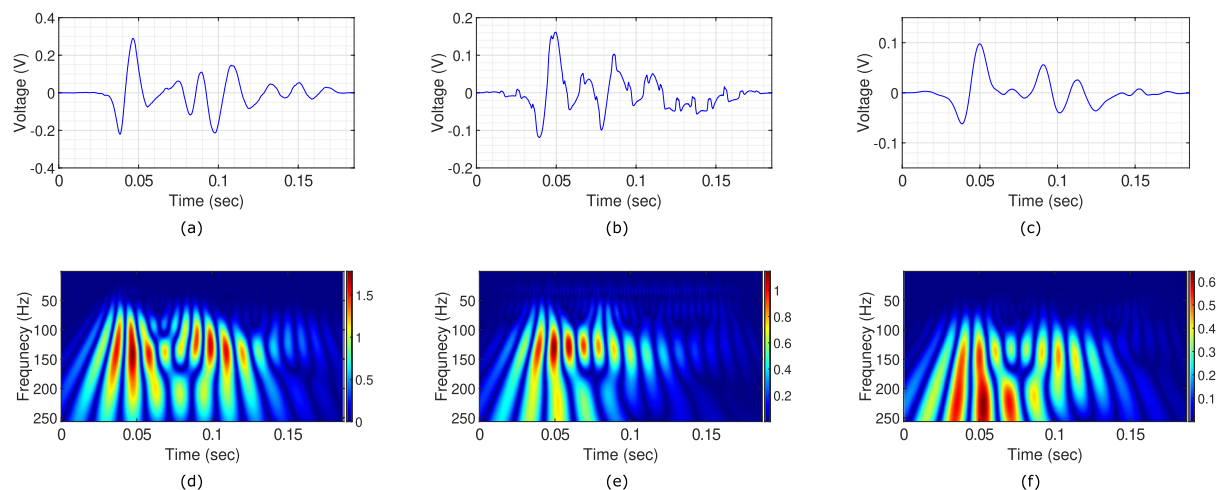 0.4
0.2
0
-0.2
-0.4
Voltage (V)
0 0.05 0.1 0.15
Time (sec)
(a)
0.2
0.1
0
-0.1
-0.2
Voltage (V)
0 0.05 0.1 0.15
Time (sec)
(b)
0.1
0
-0.1
Voltage (V)
0 0.05 0.1 0.15
Time (sec)
(c)
50
100
150
200
250
Frequnecy (Hz)
0 0.05 0.1 0.15
Time (sec)
1.5
1
0.5
0
(d)
50
100
150
200
250
Frequnecy (Hz)
0 0.05 0.1 0.15
Time (sec)
1
0.8
0.6
0.4
0.2
(e)
50
100
150
200
250
Frequnecy (Hz)
0 0.05 0.1 0.15
Time (sec)
0.6
0.5
0.4
0.3
0.2
0.1
(f)